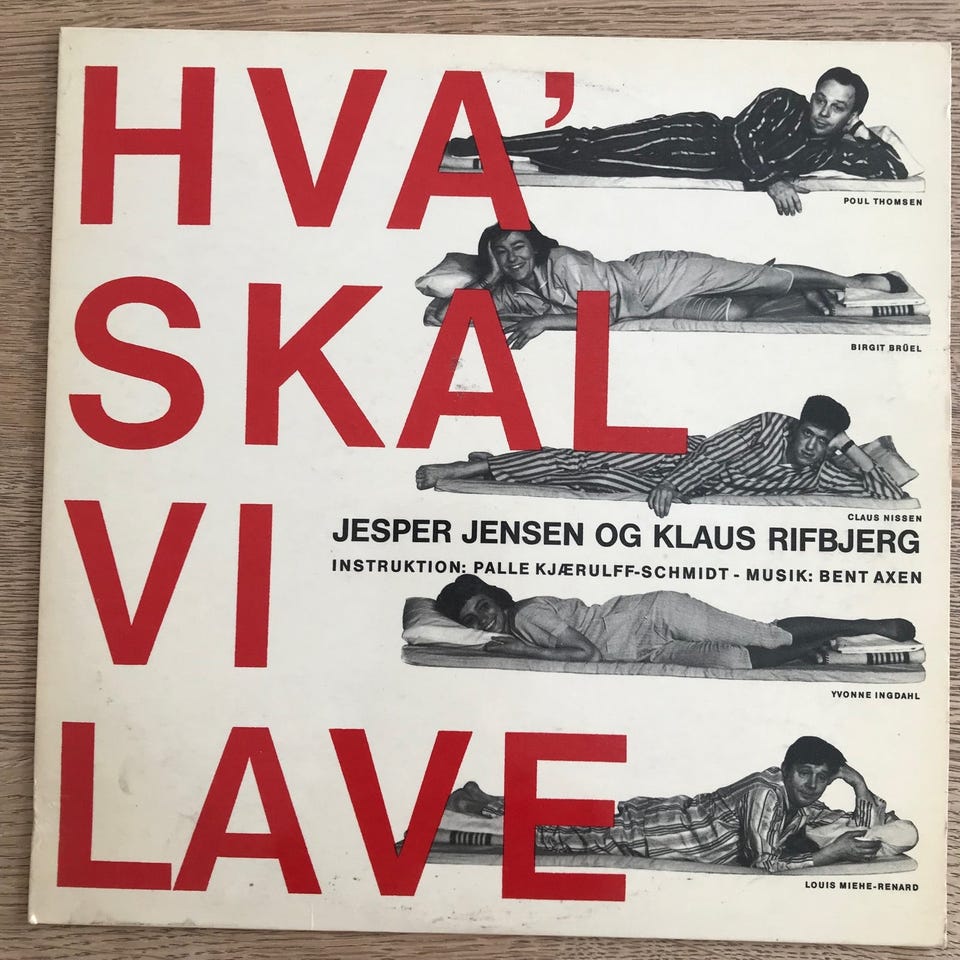 HVA'
POUL THOMSEN
SKAL
BIRGIT BRÜEL
CLAUS NISSEN
VI
JESPER JENSEN OG KLAUS RIFBJERG
INSTRUKTION: PALLE KJÆRULFF-SCHMIDT - MUSIK: BENT AXEN
YVONNE INGDAHL
LAVE
LOUIS MIEHE-RENARD